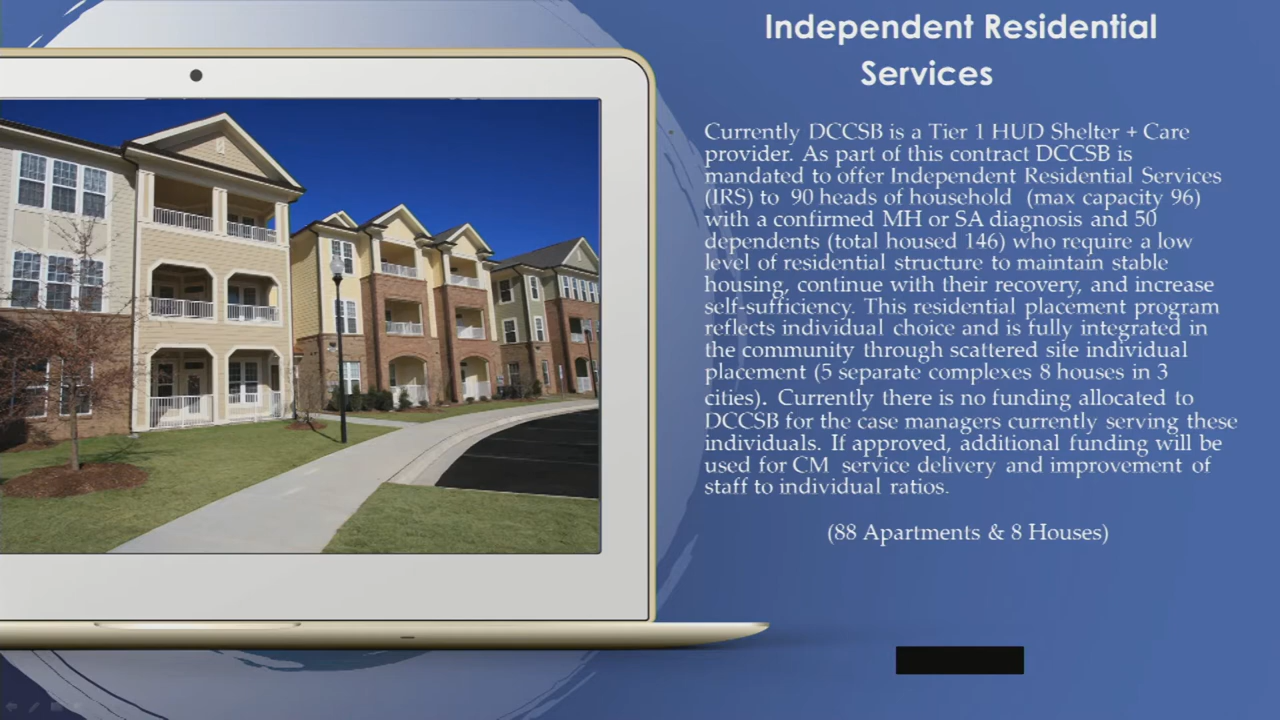 Independent Residential
Services
Currently DCCSB is a Tier 1 HUD Shelter + Care
provider. As part of this contract DCCSB is
mandated to offer Independent Residential Services
(IRS) to 90 heads of household (max capacity 96)
with a confirmed MH or SA diagnosis and 50
dependents (total housed 146) who require a low
level of residential structure to maintain stable
housing, continue with their recovery, and increase
self-sufficiency. This residential placement program
reflects individual choice and is fully integrated in
the community through scattered site individual
placement (5 separate complexes 8 houses in 3
cities). Currently there is no funding allocated to
DCCSB for the case managers currently serving these
individuals. If approved, additional funding will be
used for CM service delivery and improvement of
staff to individual ratios.
(88 Apartments & 8 Houses)